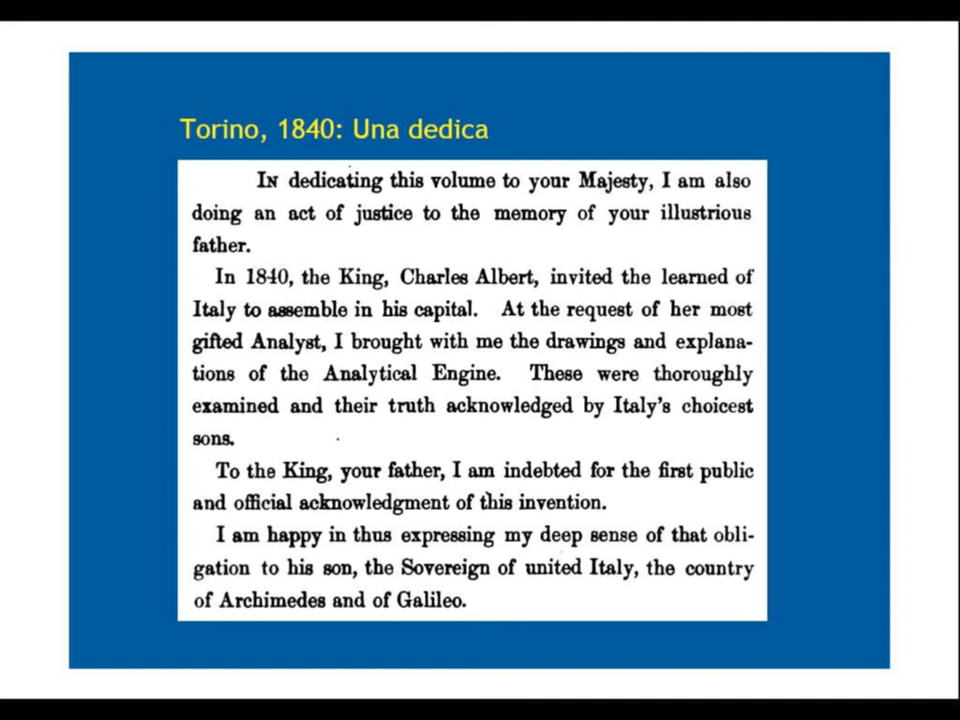 Torino, 1840: Una dedica
In dedicating this volume to your Majesty, I am also
doing an act of justice to the memory of your illustrious
father.
In 1840, the King, Charles Albert, invited the learned of
Italy to assemble in his capital. At the request of her most
gifted Analyst, I brought with me the drawings and explana-
tions of the Analytical Engine. These were thoroughly
examined and their truth acknowledged by Italy's choicest
sons.
To the King, your father, I am indebted for the first public
and official acknowledgment of this invention.
I am happy in thus expressing my deep sense of that obli-
gation to his son, the Sovereign of united Italy, the country
of Archimedes and of Galileo.